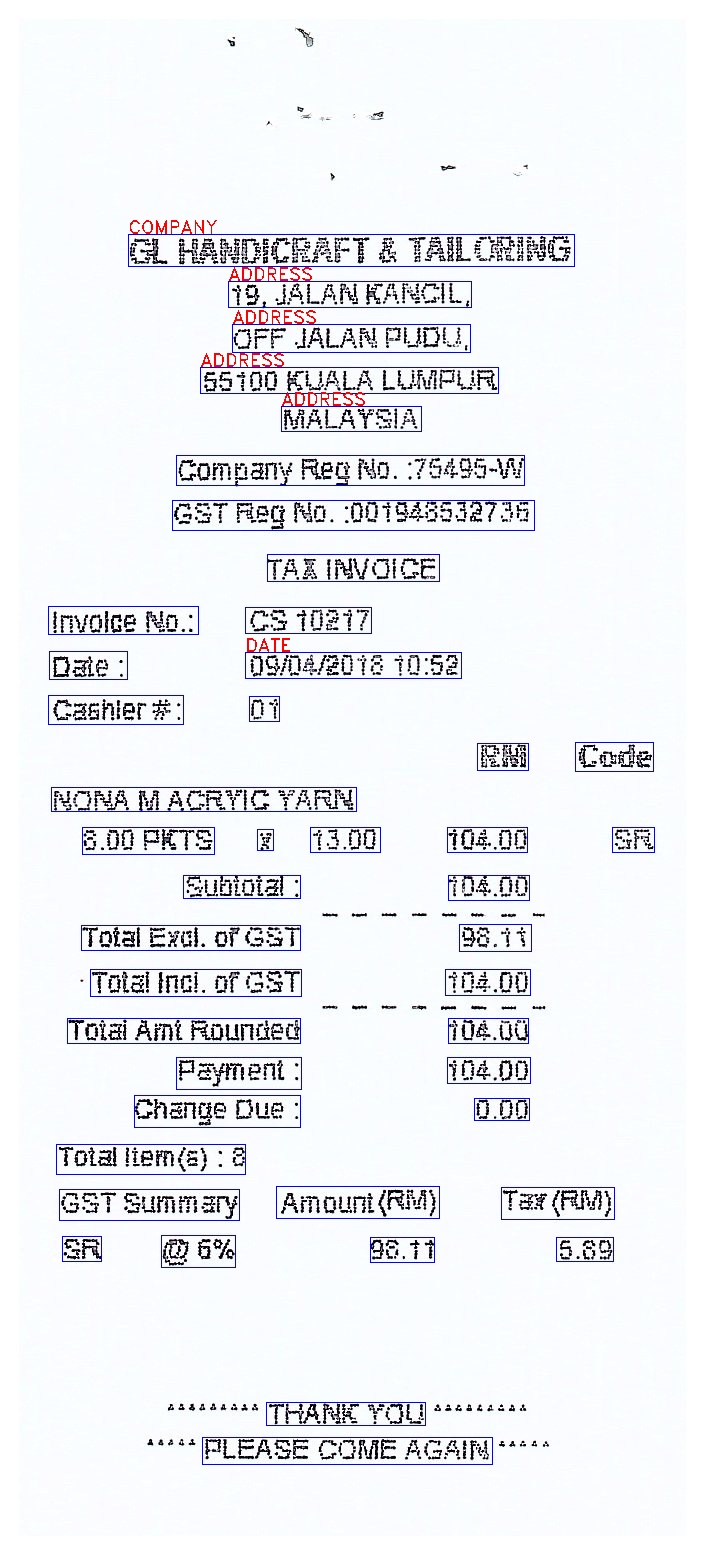 COMPANY
GL HANDICRAFT & TAILORING
ADDRESS
19, JALAN KANCIL,
ADDRESS
OFF JALAN PUDU,
ADDRESS
55100 KUALA LUMPUR
ADDRESS
MALAYSIA
Company Reg No. :75495-W
GST Reg No. :001948532736
TAX INVOICE
Invoice No.: CS 10217
DATE
Date : 09/04/2018 10:52
Cashier #: 01
RM Code
NONA M ACRYIC YARN
8.00 PKTS x 13.00 104.00 SR
Subtotal : 104.00
Total Excl. of GST 98.11
Total Incl. of GST 104.00
Total Amt Rounded 104.00
Payment : 104.00
Change Due : 0.00
Total Item(s) : 8
GST Summary Amount(RM) Tax(RM)
SR @ 6% 98.11 5.89
********* THANK YOU *********
***** PLEASE COME AGAIN *****